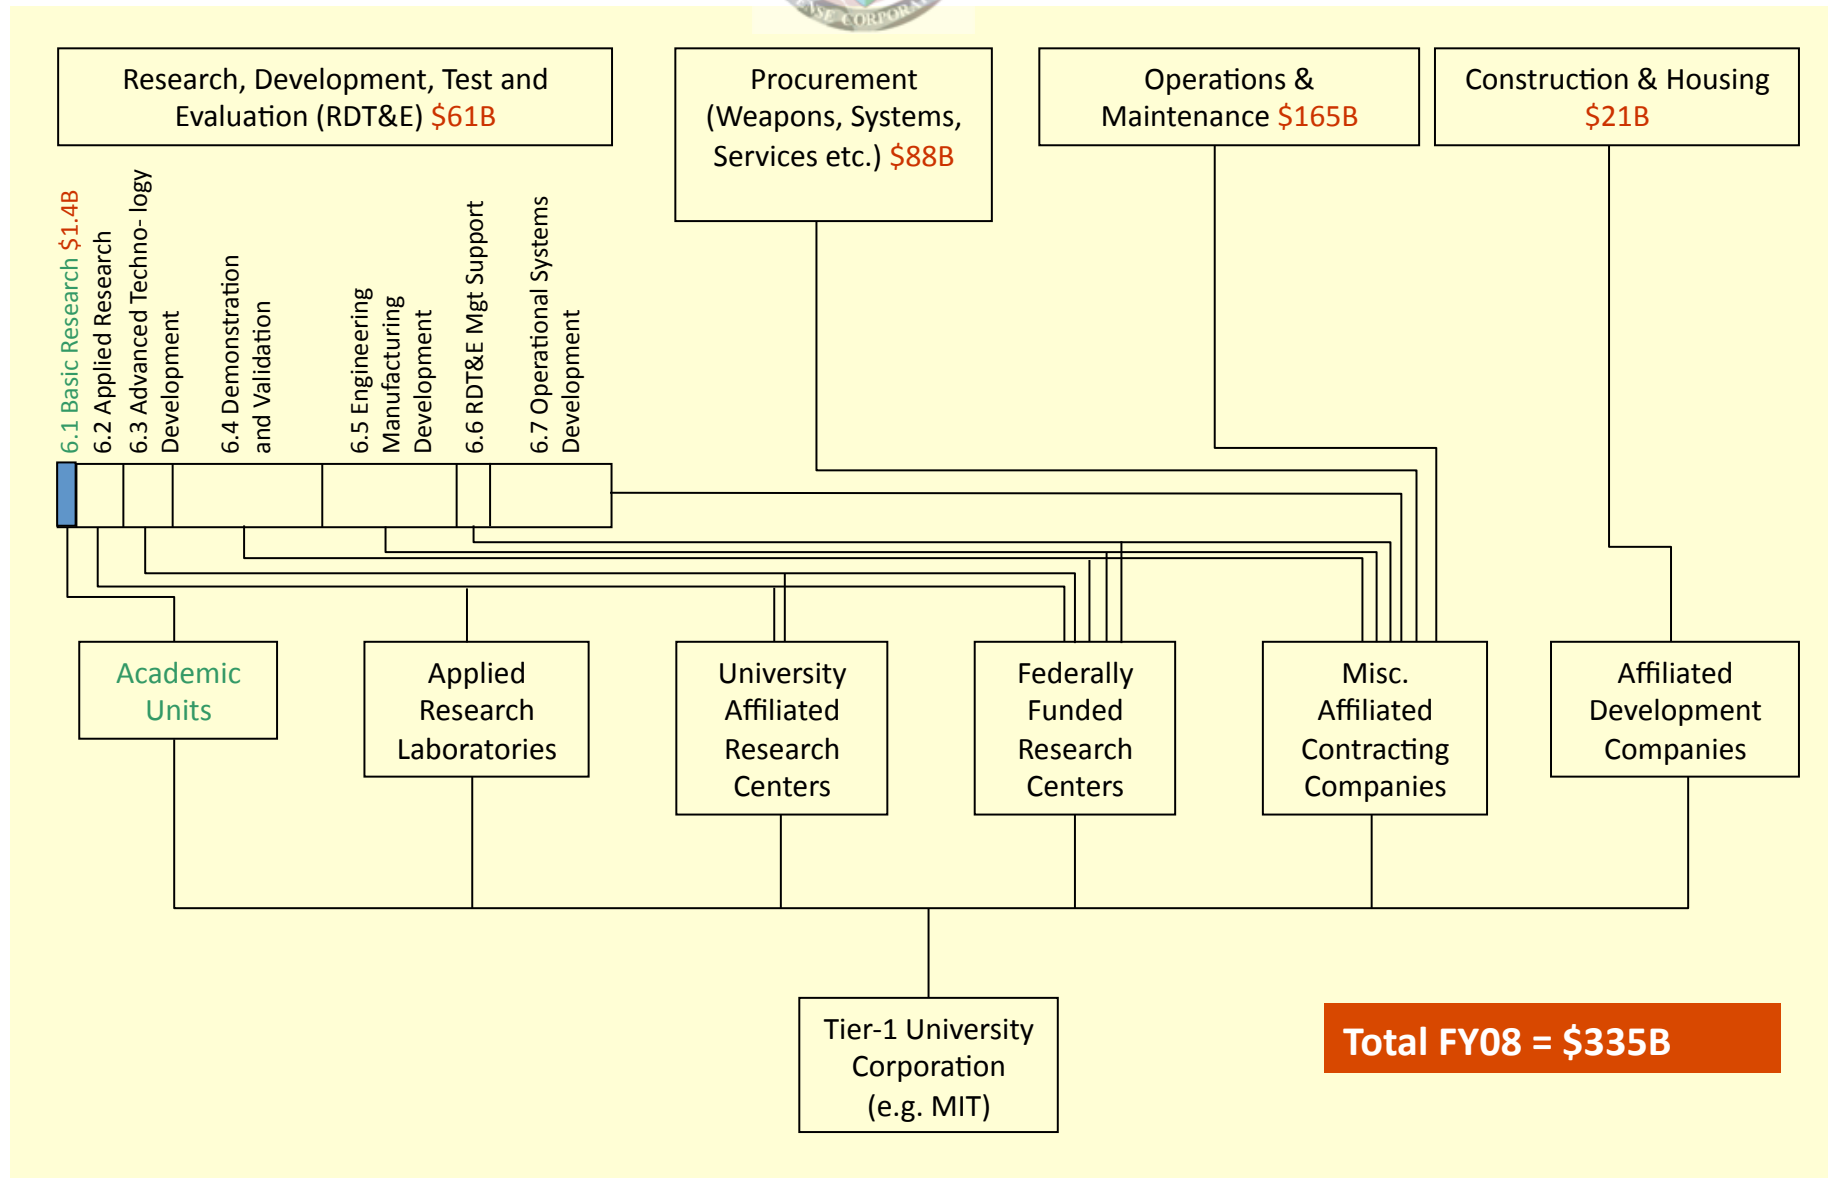 NSE CORPORA
Research, Development, Test and
Evaluation (RDT&E) $61B
Procurement
(Weapons, Systems,
Services etc.) $88B
Operations &
Maintenance $165B
Construction & Housing
$21B
6.1 Basic Research $1.4B
6.2 Applied Research
6.3 Advanced Techno- logy
Development
6.4 Demonstration
and Validation
6.5 Engineering
Manufacturing
Development
6.6 RDT&E Mgt Support
6.7 Operational Systems
Development
Academic
Units
Applied
Research
Laboratories
University
Affiliated
Research
Centers
Federally
Funded
Research
Centers
Misc.
Affiliated
Contracting
Companies
Affiliated
Development
Companies
Tier-1 University
Corporation
(e.g. MIT)
Total FY08 = $335B